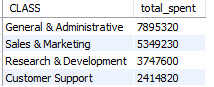 CLASS total_spent
General & Administrative 7895320
Sales & Marketing 5349230
Research & Development 3747600
Customer Support 2414820